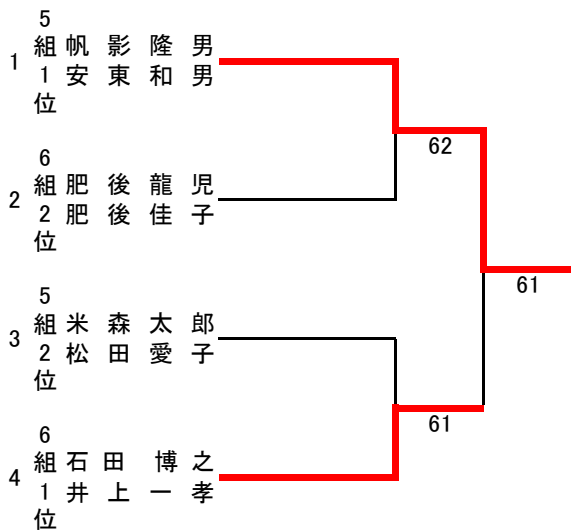 1 5組1位 帆影隆男
安東和男
62
2 6組2位 肥後龍児
肥後佳子
61
3 5組2位 米森太郎
松田愛子
61
4 6組1位 石田博之
井上一孝